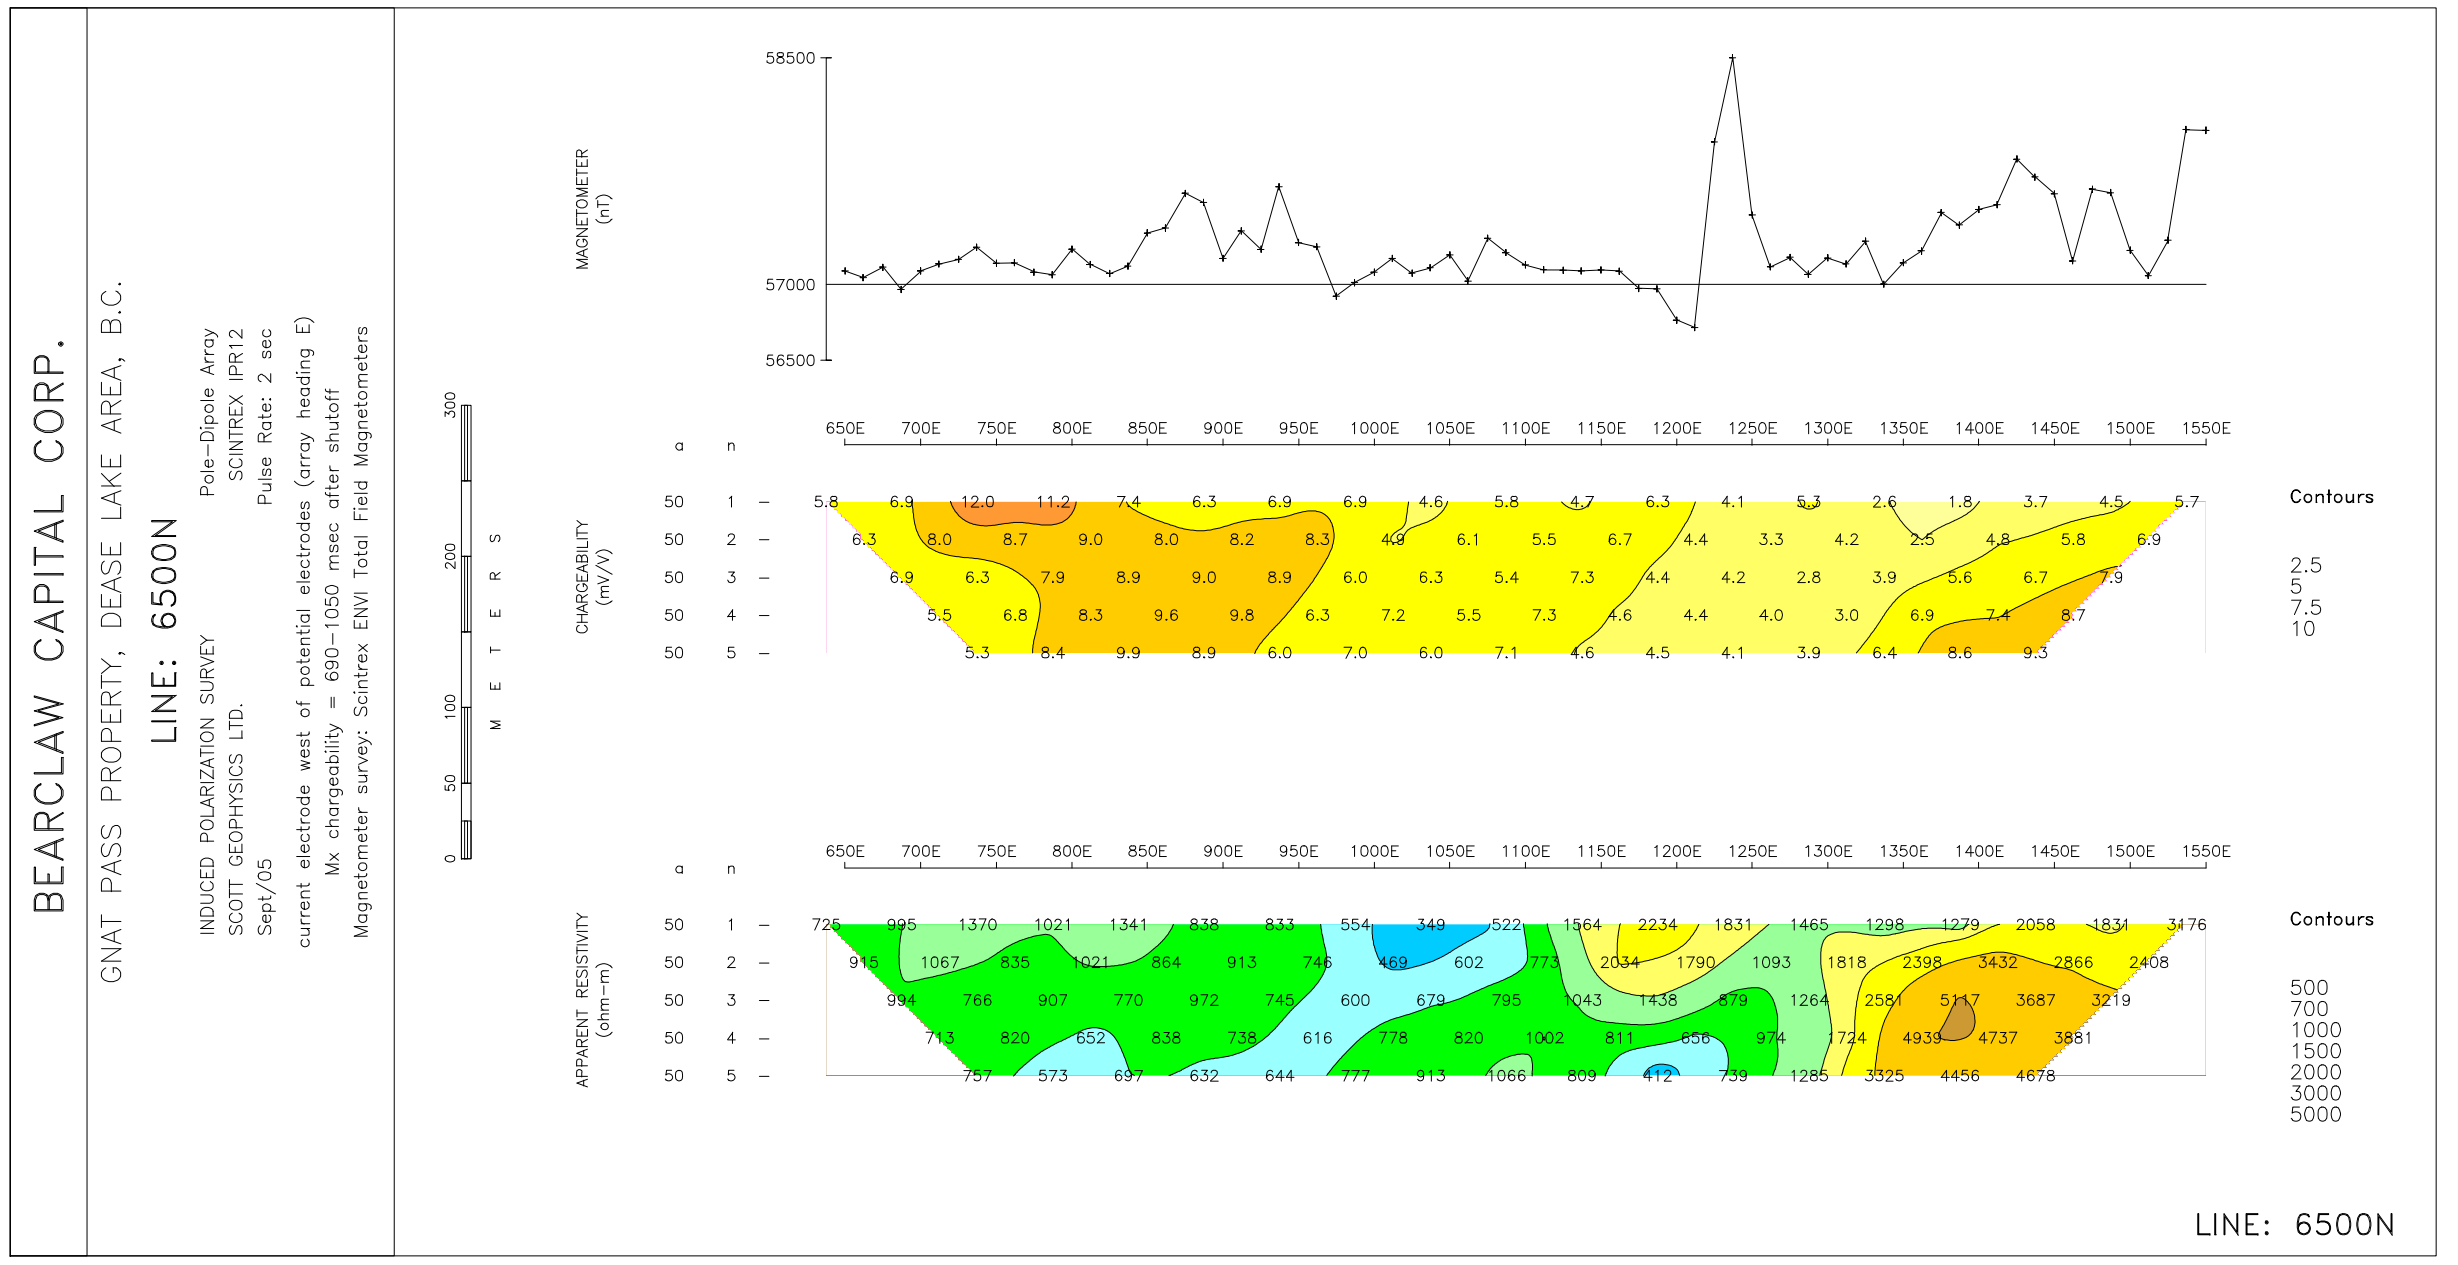 BEARCLAW CAPITAL CORP.
GNAT PASS PROPERTY, DEASE LAKE AREA, B.C.
LINE: 6500N
INDUCED POLARIZATION SURVEY Pole-Dipole Array
SCOTT GEOPHYSICS LTD. SCINTREX IPR12
Sept/05 Pulse Rate: 2 sec
current electrode west of potential electrodes (array heading E)
Mx chargeability = 690-1050 msec after shutoff
Magnetometer survey: Scintrex ENVI Total Field Magnetometers
0 50 100 200 300
METERS
MAGNETOMETER
(nT)
58500
57000
56500
650E 700E 750E 800E 850E 900E 950E 1000E 1050E 1100E 1150E 1200E 1250E 1300E 1350E 1400E 1450E 1500E 1550E
a n
CHARGEABILITY
(mV/V)
50 1 5.8 6.9 12.0 11.2 7.4 6.3 6.9 6.9 4.6 5.8 4.7 6.3 4.1 5.3 2.6 1.8 3.7 4.5 5.7
50 2 6.3 8.0 8.7 9.0 8.0 8.2 8.3 4.9 6.1 5.5 6.7 4.4 3.3 4.2 2.5 4.8 5.8 6.9
50 3 6.9 6.3 7.9 8.9 9.0 8.9 6.0 6.3 5.4 7.3 4.4 4.2 2.8 3.9 5.6 6.7 7.9
50 4 5.5 6.8 8.3 9.6 9.8 6.3 7.2 5.5 7.3 4.6 4.4 4.0 3.0 6.9 7.4 8.7
50 5 5.3 8.4 9.9 8.9 6.0 7.0 6.0 7.1 4.6 4.5 4.1 3.9 6.4 8.6 9.3
Contours
2.5
5
7.5
10
650E 700E 750E 800E 850E 900E 950E 1000E 1050E 1100E 1150E 1200E 1250E 1300E 1350E 1400E 1450E 1500E 1550E
a n
APPARENT RESISTIVITY
(ohm-m)
50 1 725 995 1370 1021 1341 838 833 554 349 522 1564 2234 1831 1465 1298 1279 2058 1831 3176
50 2 915 1067 835 1021 864 913 746 469 602 773 2034 1790 1093 1818 2398 3432 2866 2408
50 3 994 766 907 770 972 745 600 679 795 1043 1438 879 1264 2581 5117 3687 3219
50 4 713 820 652 838 738 616 778 820 1002 811 656 974 1724 4939 4737 3881
50 5 757 573 697 632 644 777 913 1066 809 412 739 1285 3325 4456 4678
Contours
500
700
1000
1500
2000
3000
5000
LINE: 6500N